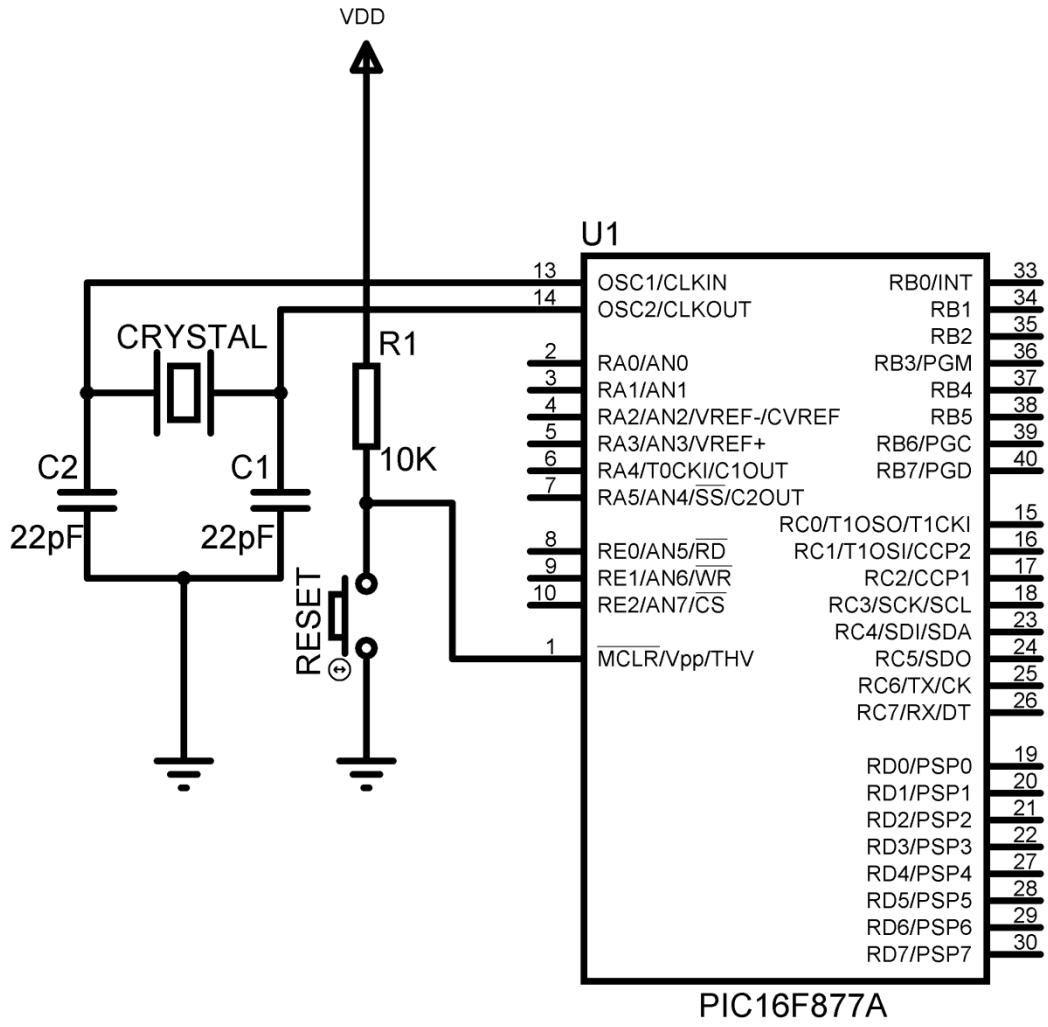 VDD
U1
13 OSC1/CLKIN RB0/INT 33
14 OSC2/CLKOUT RB1 34
CRYSTAL R1 RB2 35
2 RA0/AN0 RB3/PGM 36
3 RA1/AN1 RB4 37
4 RA2/AN2/VREF-/CVREF RB5 38
5 RA3/AN3/VREF+ RB6/PGC 39
C2 C1 10K 6 RA4/T0CKI/C1OUT RB7/PGD 40
7 RA5/AN4/SS/C2OUT
RC0/T1OSO/T1CKI 15
22pF 22pF 8 RE0/AN5/RD RC1/T1OSI/CCP2 16
9 RE1/AN6/WR RC2/CCP1 17
RESET 10 RE2/AN7/CS RC3/SCK/SCL 18
RC4/SDI/SDA 23
1 MCLR/Vpp/THV RC5/SDO 24
RC6/TX/CK 25
RC7/RX/DT 26
RD0/PSP0 19
RD1/PSP1 20
RD2/PSP2 21
RD3/PSP3 22
RD4/PSP4 27
RD5/PSP5 28
RD6/PSP6 29
RD7/PSP7 30
PIC16F877A